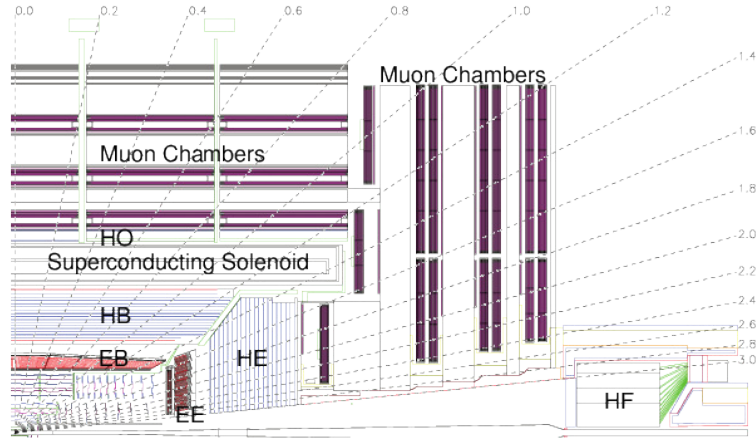 0.0
0.2
0.4
0.6
0.8
1.0
1.2
1.4
Muon Chambers
1.6
Muon Chambers
1.8
HO
2.0
Superconducting Solenoid
2.2
2.4
HB
2.6
2.8
EB
HE
3.0
EE
HF